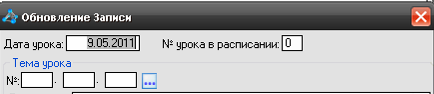 Обновление Записи
Дата урока: 9.05.2011 № урока в расписании: 0
Тема урока
№: . . ...